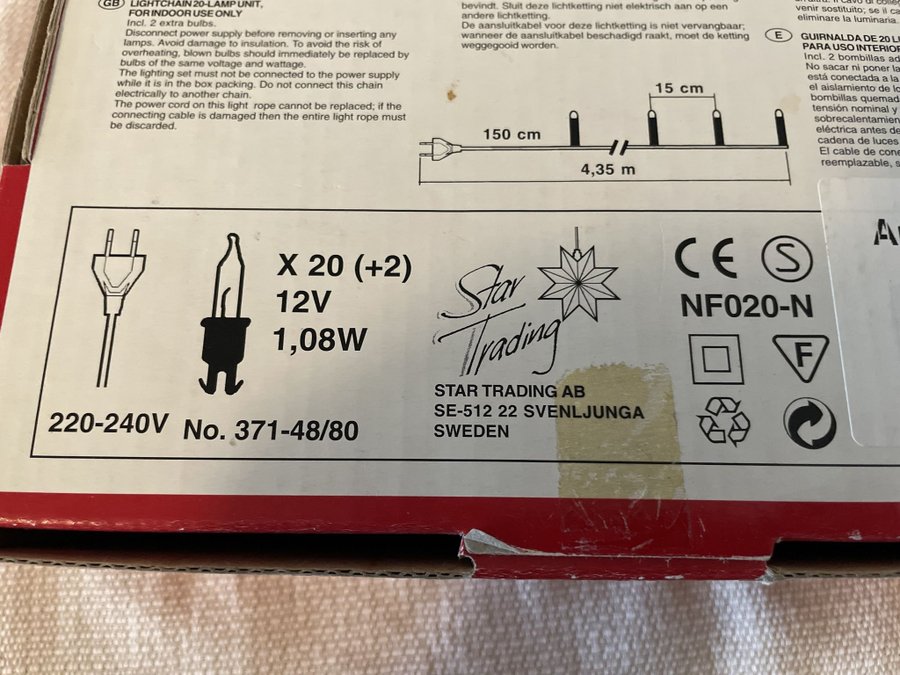 GB LIGHTCHAIN 20-LAMP UNIT,
FOR INDOOR USE ONLY
Incl. 2 extra bulbs.
Disconnect power supply before removing or inserting any
lamps. Avoid damage to insulation. To avoid the risk of
overheating, blown bulbs should immediately be replaced by
bulbs of the same voltage and wattage.
The lighting set must not be connected to the power supply
while it is in the box packing. Do not connect this chain
electrically to another chain.
The power cord on this light rope cannot be replaced; if the
connecting cable is damaged then the entire light rope must
be discarded.
bevindt. Sluit deze lichtketting niet elektrisch aan op een
andere lichtketting.
De aansluitkabel voor deze lichtketting is niet vervangbaar;
wanneer de aansluitkabel beschadigd raakt, moet de ketting
weggegooid worden.
venir sostituito; se il ca
eliminare la luminaria.
E GUIRNALDA DE 20 L
PARA USO INTERIOR
Incl. 2 bombillas ad
No sacar ni poner la
está conectada a la
el aislamiento de lo
bombillas quemad
tensión nominal y
sobrecalentamien
eléctrica antes de
cadena de luces
El cable de cone
reemplazable, s
150 cm
15 cm
4,35 m
220-240V
X 20 (+2)
12V
1,08W
No. 371-48/80
Star
Trading
STAR TRADING AB
SE-512 22 SVENLJUNGA
SWEDEN
CE S
NF020-N
F